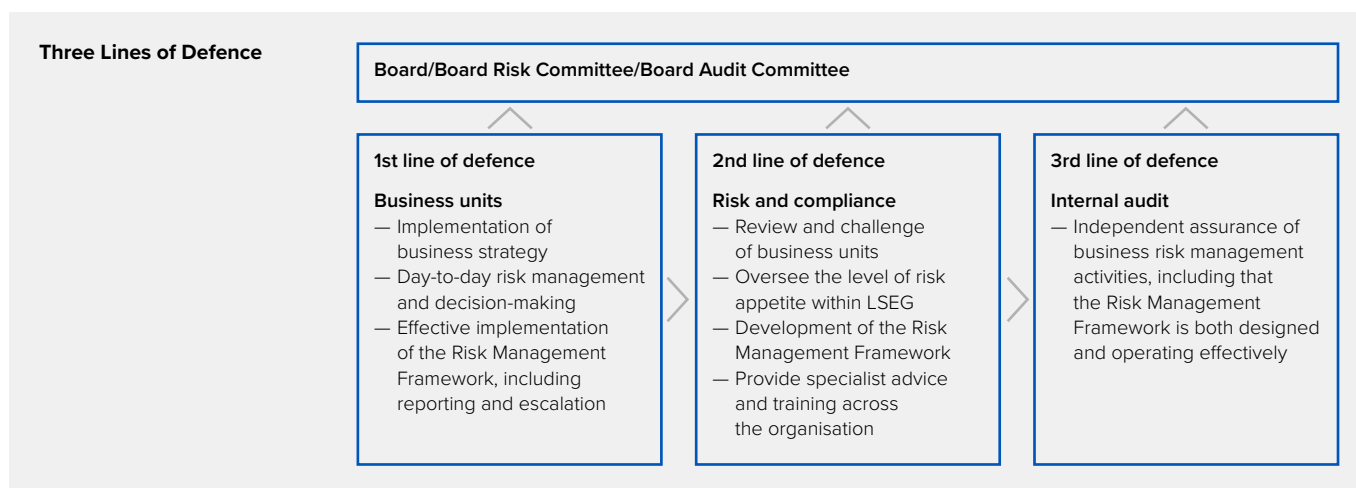 Three Lines of Defence
Board/Board Risk Committee/Board Audit Committee
1st line of defence
Business units
— Implementation of
business strategy
— Day-to-day risk management
and decision-making
— Effective implementation
of the Risk Management
Framework, including
reporting and escalation
2nd line of defence
Risk and compliance
— Review and challenge
of business units
— Oversee the level of risk
appetite within LSEG
— Development of the Risk
Management Framework
— Provide specialist advice
and training across
the organisation
3rd line of defence
Internal audit
— Independent assurance of
business risk management
activities, including that
the Risk Management
Framework is both designed
and operating effectively